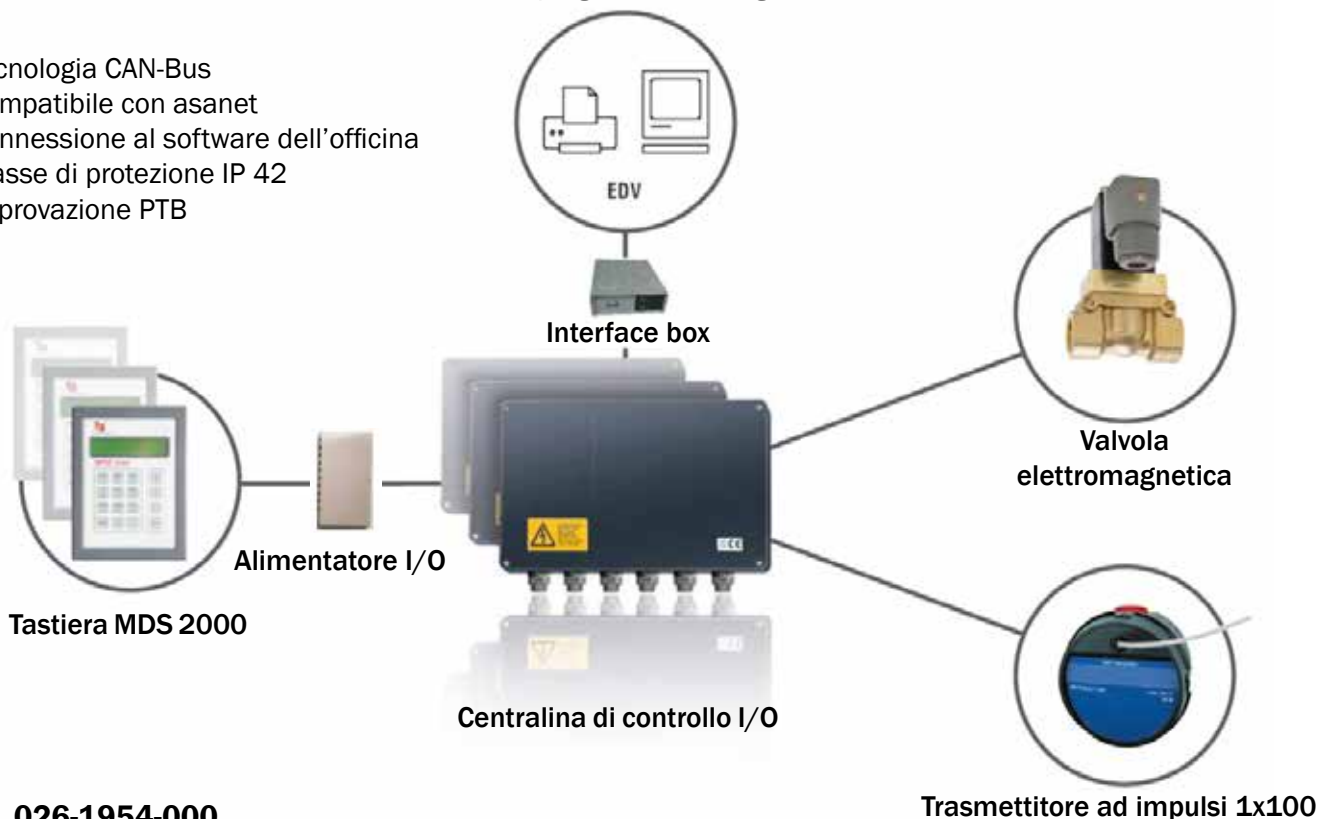 cnologia CAN-Bus
mpatibile con asanet
nnessione al software dell'officina
asse di protezione IP 42
provazione PTB
EDV
Interface box
Valvola
elettromagnetica
Alimentatore I/O
Tastiera MDS 2000
Centralina di controllo I/O
Trasmettitore ad impulsi 1x100
026-1954-000